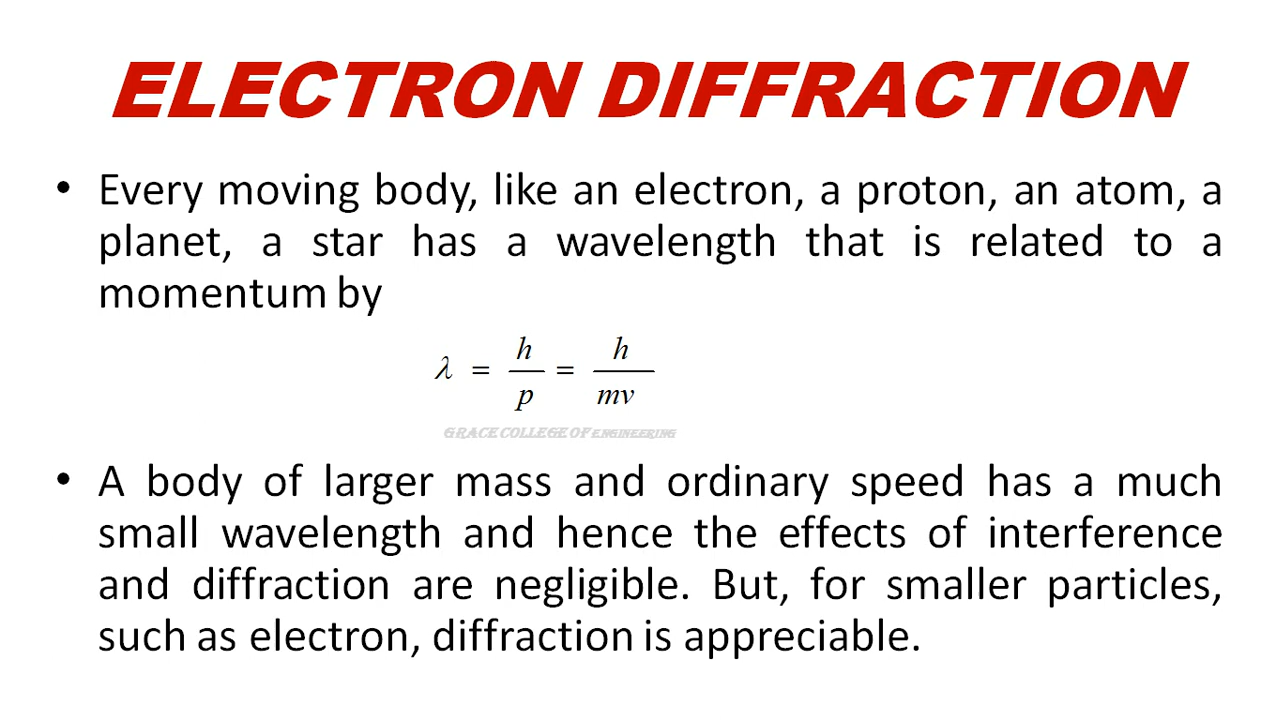 ELECTRON DIFFRACTION
• Every moving body, like an electron, a proton, an atom, a
planet, a star has a wavelength that is related to a
momentum by
λ = h/p = h/mv
GRACE COLLEGE OF ENGINEERING
• A body of larger mass and ordinary speed has a much
small wavelength and hence the effects of interference
and diffraction are negligible. But, for smaller particles,
such as electron, diffraction is appreciable.